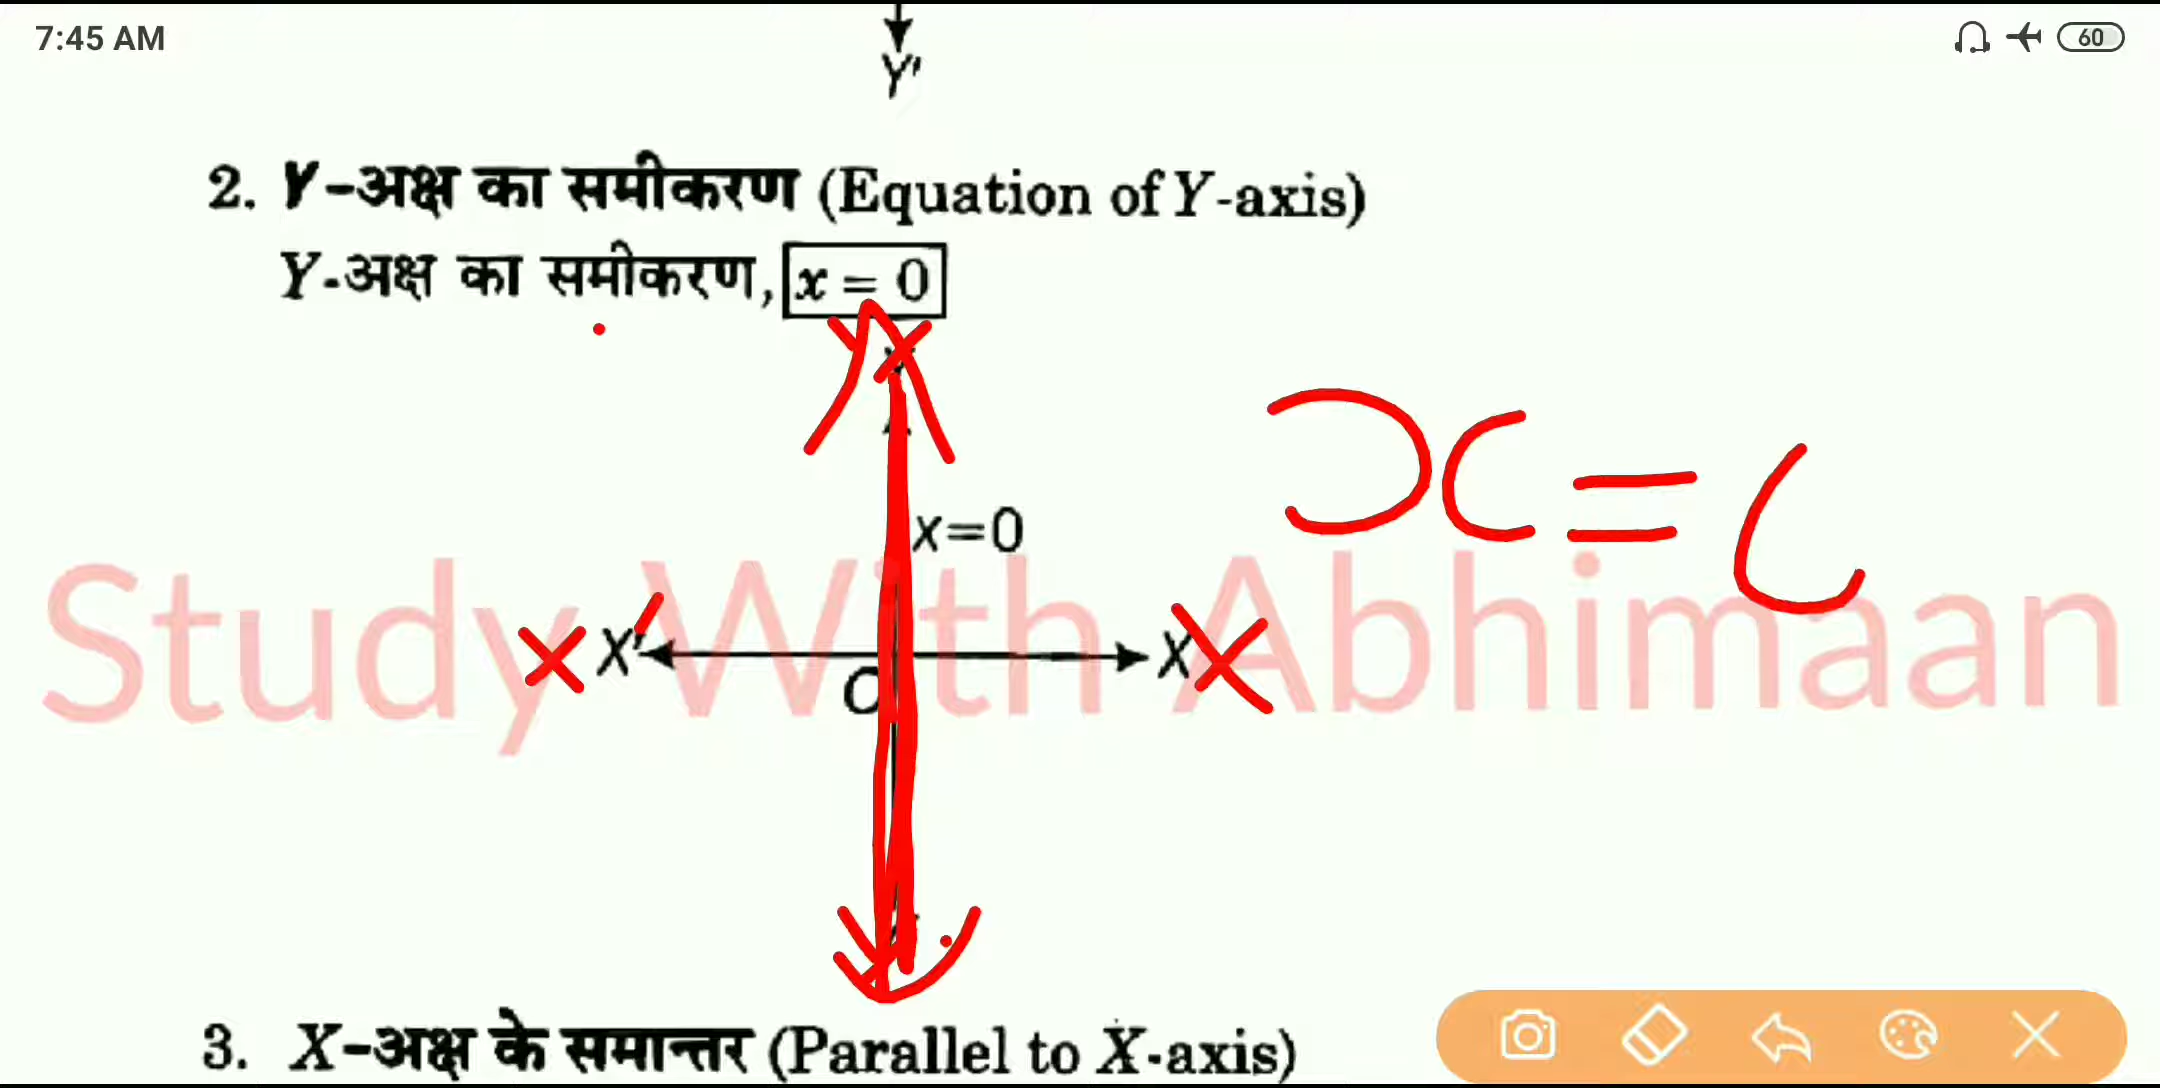 7:45 AM
60
Y'
2. Y-अक्ष का समीकरण (Equation of Y-axis)
Y-अक्ष का समीकरण, x = 0
x=0
x =
Study With Abhimaan
X X' O X X
3. X-अक्ष के समान्तर (Parallel to X-axis)